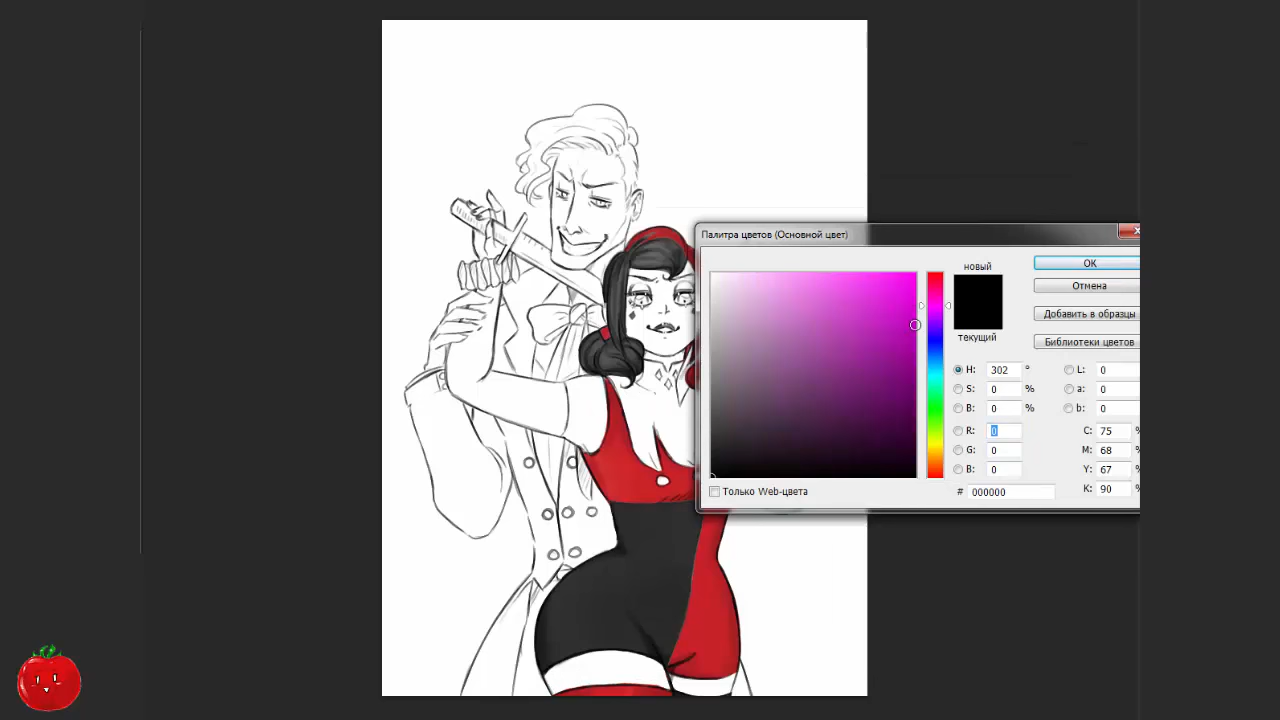 Палитра цветов (Основной цвет)
новый
текущий
ОК
Отмена
Добавить в образцы
Библиотеки цветов
H: 302 °
S: 0 %
B: 0 %
R: 0
G: 0
B: 0
L: 0
a: 0
b: 0
C: 75 %
M: 68 %
Y: 67 %
K: 90 %
# 000000
Только Web-цвета